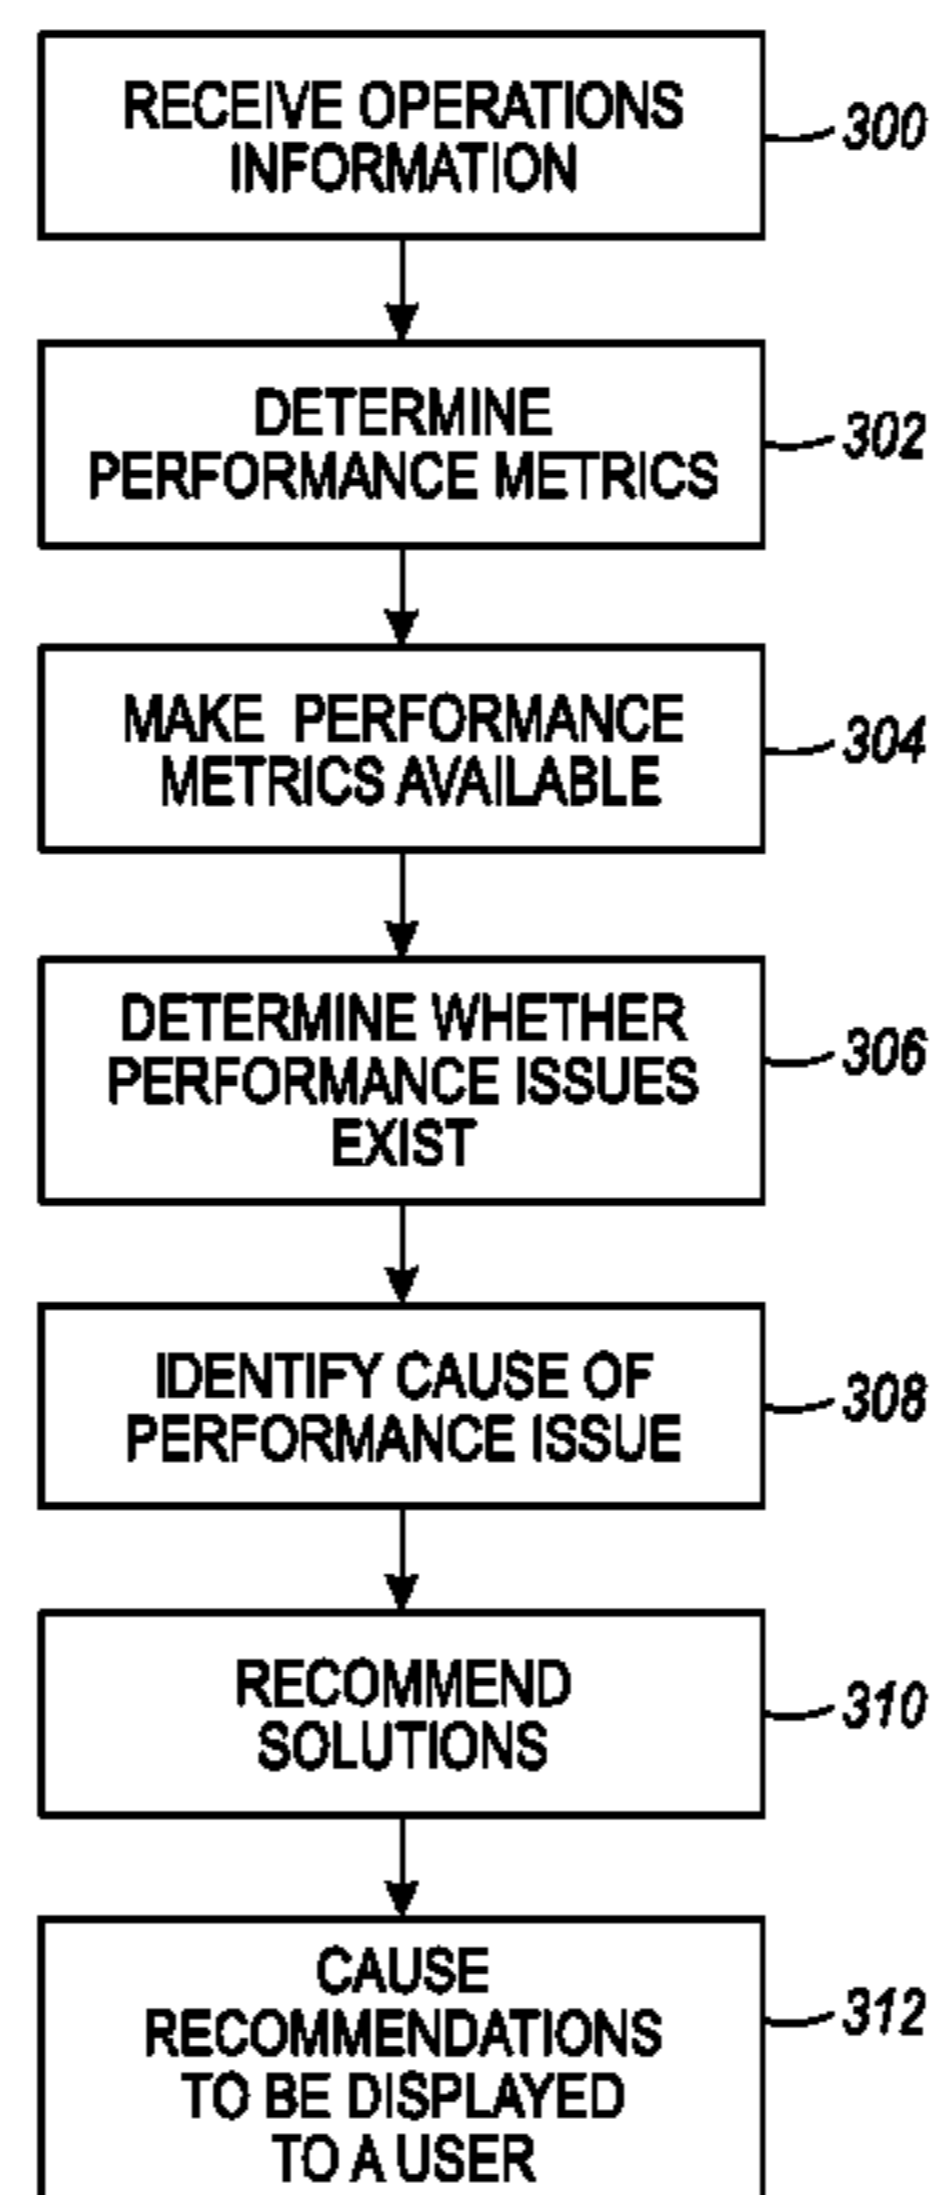 RECEIVE OPERATIONS
INFORMATION
300
DETERMINE
PERFORMANCE METRICS
302
MAKE PERFORMANCE
METRICS AVAILABLE
304
DETERMINE WHETHER
PERFORMANCE ISSUES
EXIST
306
IDENTIFY CAUSE OF
PERFORMANCE ISSUE
308
RECOMMEND
SOLUTIONS
310
CAUSE
RECOMMENDATIONS
TO BE DISPLAYED
TO A USER
312